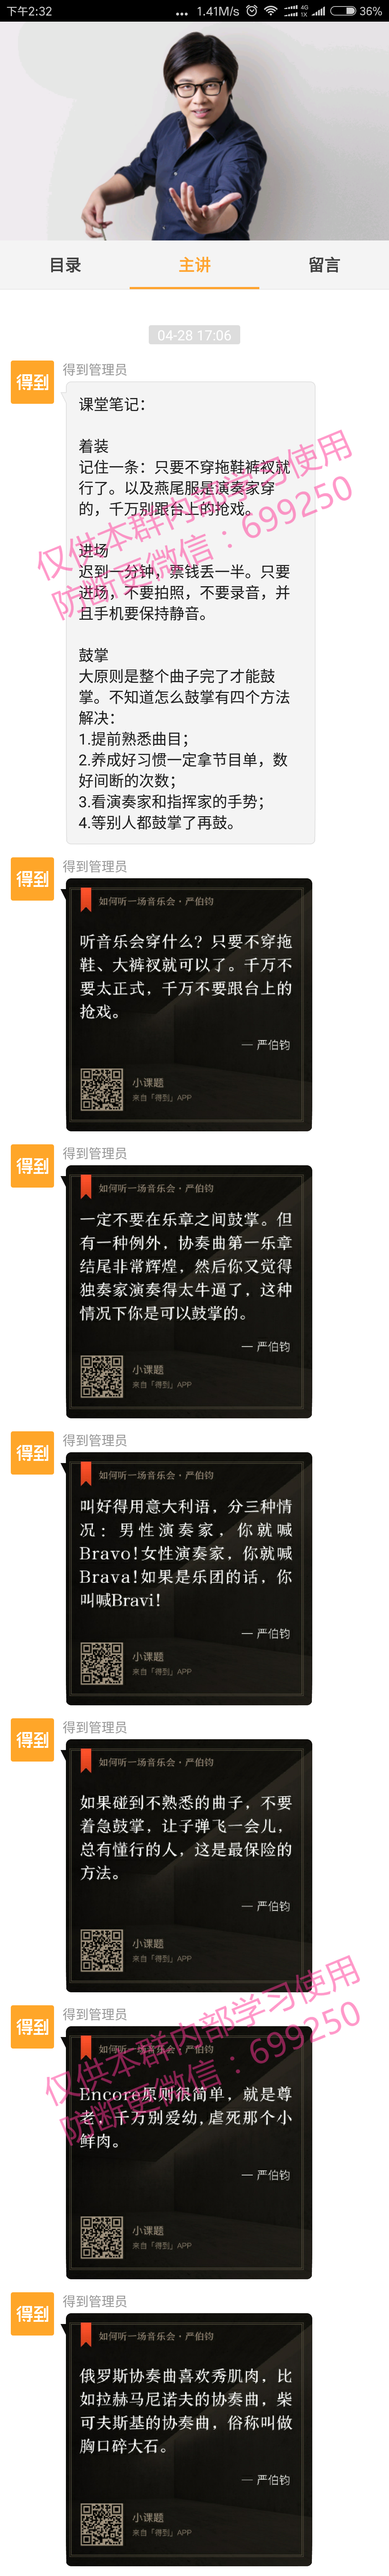 下午2:32
... 1.41M/s 4G 1X 36%
目录 主讲 留言
04-28 17:06
得到
得到管理员
课堂笔记：
着装
记住一条：只要不穿拖鞋裤衩就
行了。以及燕尾服是演奏家穿
的，千万别跟台上的抢戏。
进场
迟到一分钟，票钱丢一半。只要
进场，不要拍照，不要录音，并
且手机要保持静音。
鼓掌
大原则是整个曲子完了才能鼓
掌。不知道怎么鼓掌有四个方法
解决：
1.提前熟悉曲目；
2.养成好习惯一定拿节目单，数
好间断的次数；
3.看演奏家和指挥家的手势；
4.等别人都鼓掌了再鼓。
仅供本群内部学习使用
防断更微信：699250
得到
得到管理员
如何听一场音乐会·严伯钧
听音乐会穿什么？只要不穿拖
鞋、大裤衩就可以了。千万不
要太正式，千万不要跟台上的
抢戏。
— 严伯钧
小课题
来自「得到」APP
得到
得到管理员
如何听一场音乐会·严伯钧
一定不要在乐章之间鼓掌。但
有一种例外，协奏曲第一乐章
结尾非常辉煌，然后你又觉得
独奏家演奏得太牛逼了，这种
情况下你是可以鼓掌的。
— 严伯钧
小课题
来自「得到」APP
得到
得到管理员
如何听一场音乐会·严伯钧
叫好得用意大利语，分三种情
况：男性演奏家，你就喊
Bravo!女性演奏家，你就喊
Brava!如果是乐团的话，你
叫喊Bravi!
— 严伯钧
小课题
来自「得到」APP
得到
得到管理员
如何听一场音乐会·严伯钧
如果碰到不熟悉的曲子，不要
着急鼓掌，让子弹飞一会儿，
总有懂行的人，这是最保险的
方法。
— 严伯钧
小课题
来自「得到」APP
得到
得到管理员
如何听一场音乐会·严伯钧
Encore原则很简单，就是尊
老，千万别爱幼,虐死那个小
鲜肉。
— 严伯钧
小课题
来自「得到」APP
仅供本群内部学习使用
防断更微信：699250
得到
得到管理员
如何听一场音乐会·严伯钧
俄罗斯协奏曲喜欢秀肌肉，比
如拉赫马尼诺夫的协奏曲，柴
可夫斯基的协奏曲，俗称叫做
胸口碎大石。
— 严伯钧
小课题
来自「得到」APP